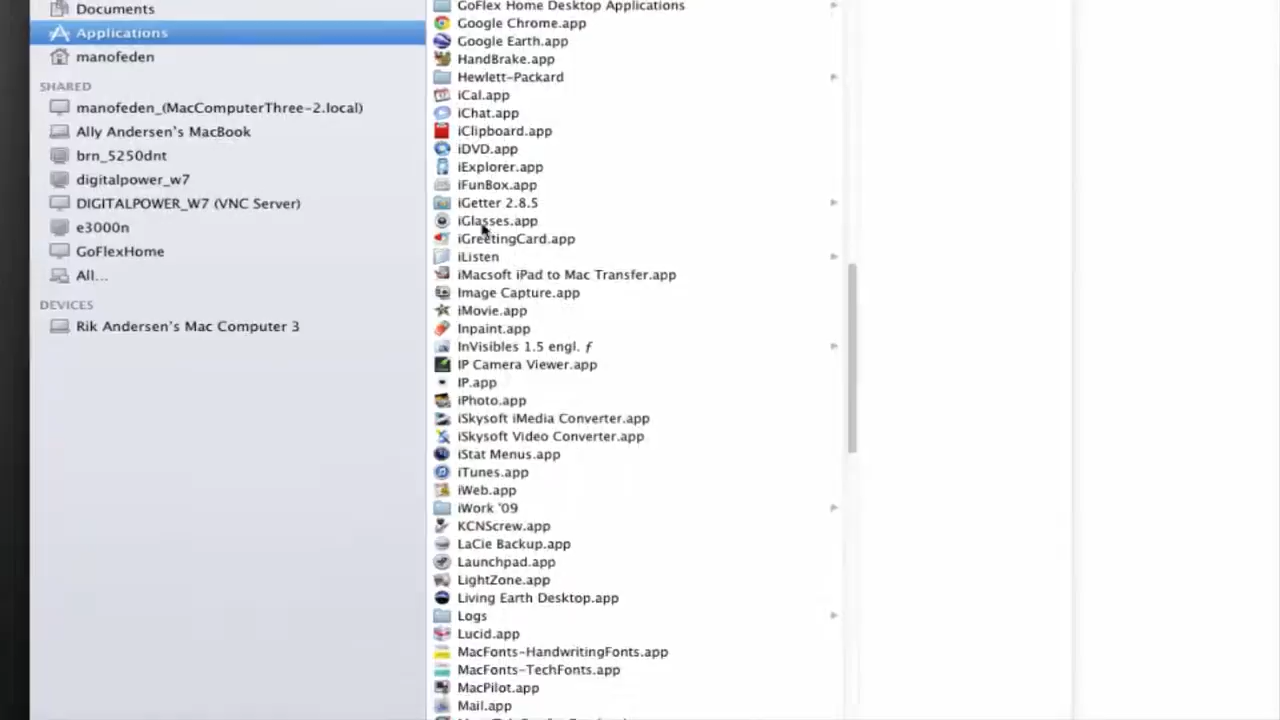 Documents
Applications
manofeden
SHARED
manofeden_(MacComputerThree-2.local)
Ally Andersen's MacBook
brn_5250dnt
digitalpower_w7
DIGITALPOWER_W7 (VNC Server)
e3000n
GoFlexHome
All...
DEVICES
Rik Andersen's Mac Computer 3
GoFlex Home Desktop Applications
Google Chrome.app
Google Earth.app
HandBrake.app
Hewlett-Packard
iCal.app
iChat.app
iClipboard.app
iDVD.app
iExplorer.app
iFunBox.app
iGetter 2.8.5
iGlasses.app
iGreetingCard.app
iListen
iMacsoft iPad to Mac Transfer.app
Image Capture.app
iMovie.app
Inpaint.app
InVisibles 1.5 engl. ƒ
IP Camera Viewer.app
IP.app
iPhoto.app
iSkysoft iMedia Converter.app
iSkysoft Video Converter.app
iStat Menus.app
iTunes.app
iWeb.app
iWork '09
KCNScrew.app
LaCie Backup.app
Launchpad.app
LightZone.app
Living Earth Desktop.app
Logs
Lucid.app
MacFonts-HandwritingFonts.app
MacFonts-TechFonts.app
MacPilot.app
Mail.app